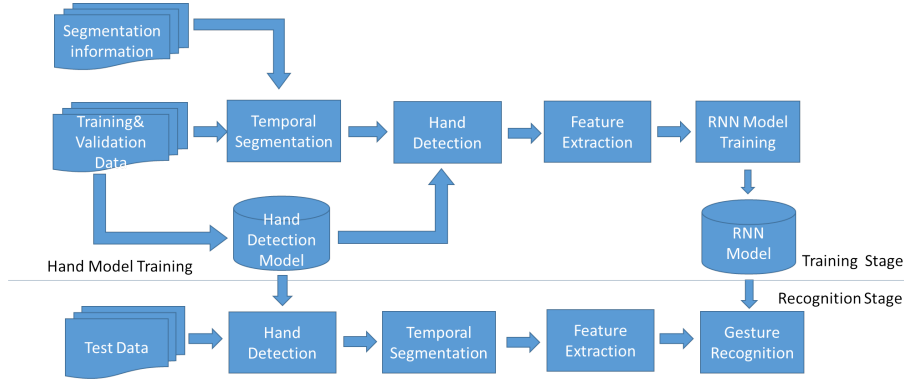 Segmentation
information
Training&
Validation
Data
Temporal
Segmentation
Hand
Detection
Feature
Extraction
RNN Model
Training
Hand
Detection
Model
RNN
Model
Hand Model Training
Training Stage
Recognition Stage
Test Data
Hand
Detection
Temporal
Segmentation
Feature
Extraction
Gesture
Recognition